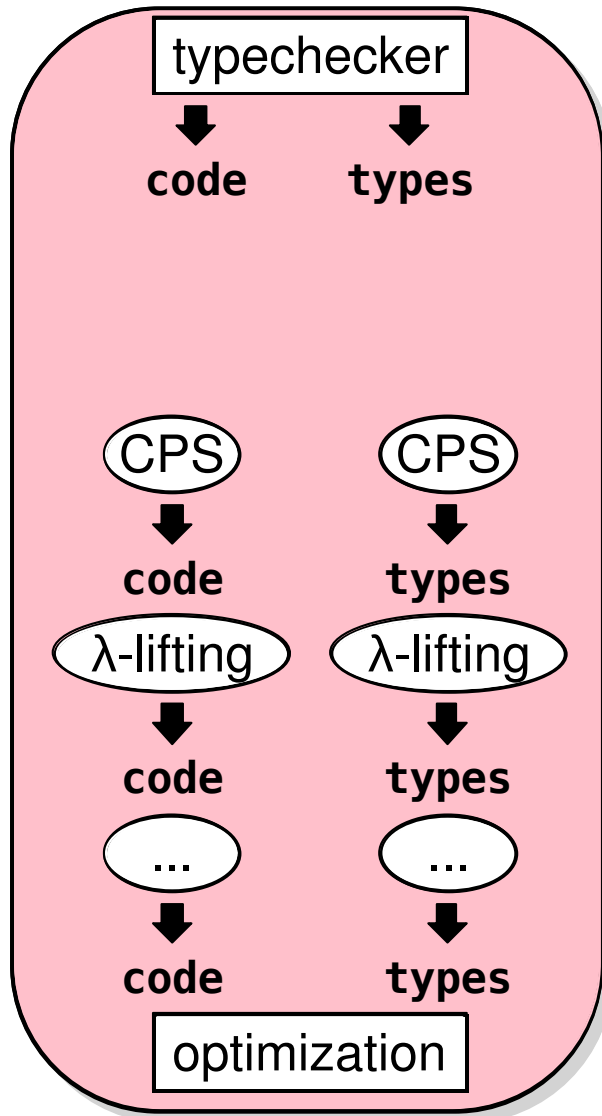 typechecker
code types
CPS CPS
code types
λ-lifting λ-lifting
code types
... ...
code types
optimization